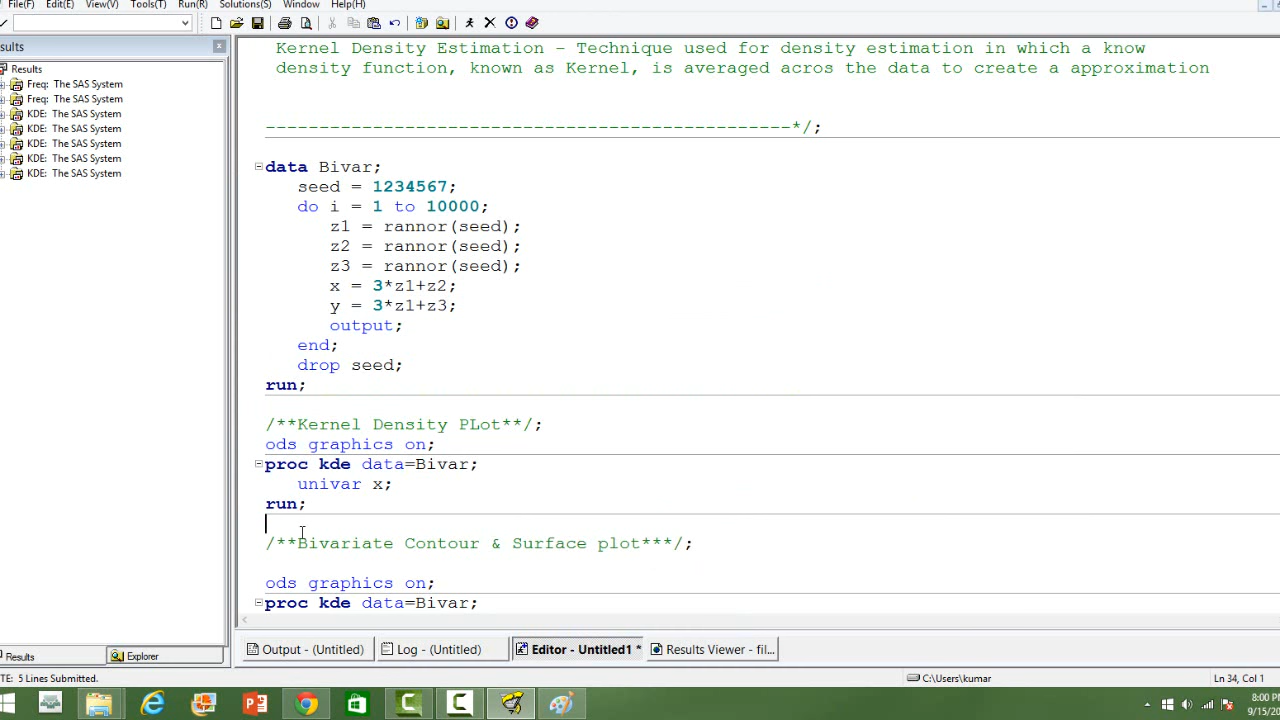 File(F) Edit(E) View(V) Tools(T) Run(R) Solutions(S) Window Help(H)
sults
Results
Freq: The SAS System
Freq: The SAS System
KDE: The SAS System
KDE: The SAS System
KDE: The SAS System
KDE: The SAS System
KDE: The SAS System
Kernel Density Estimation - Technique used for density estimation in which a know
density function, known as Kernel, is averaged acros the data to create a approximation
-------------------------------------------------*/;
data Bivar;
seed = 1234567;
do i = 1 to 10000;
z1 = rannor(seed);
z2 = rannor(seed);
z3 = rannor(seed);
x = 3*z1+z2;
y = 3*z1+z3;
output;
end;
drop seed;
run;
/**Kernel Density PLot**/;
ods graphics on;
proc kde data=Bivar;
univar x;
run;
/**Bivariate Contour & Surface plot***/;
ods graphics on;
proc kde data=Bivar;
Results Explorer
Output - (Untitled) Log - (Untitled) Editor - Untitled1 * Results Viewer - fil...
TE: 5 Lines Submitted. C:\Users\kumar Ln 34, Col 1
8:00 PM
9/15/20